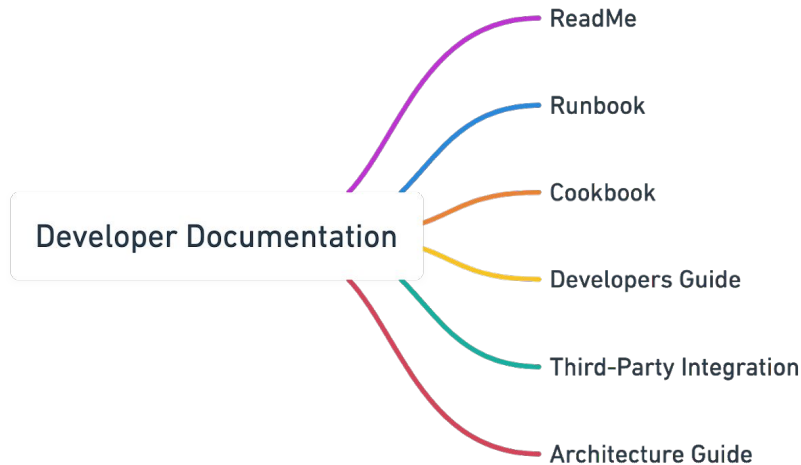 ReadMe
Runbook
Cookbook
Developer Documentation
Developers Guide
Third-Party Integration
Architecture Guide